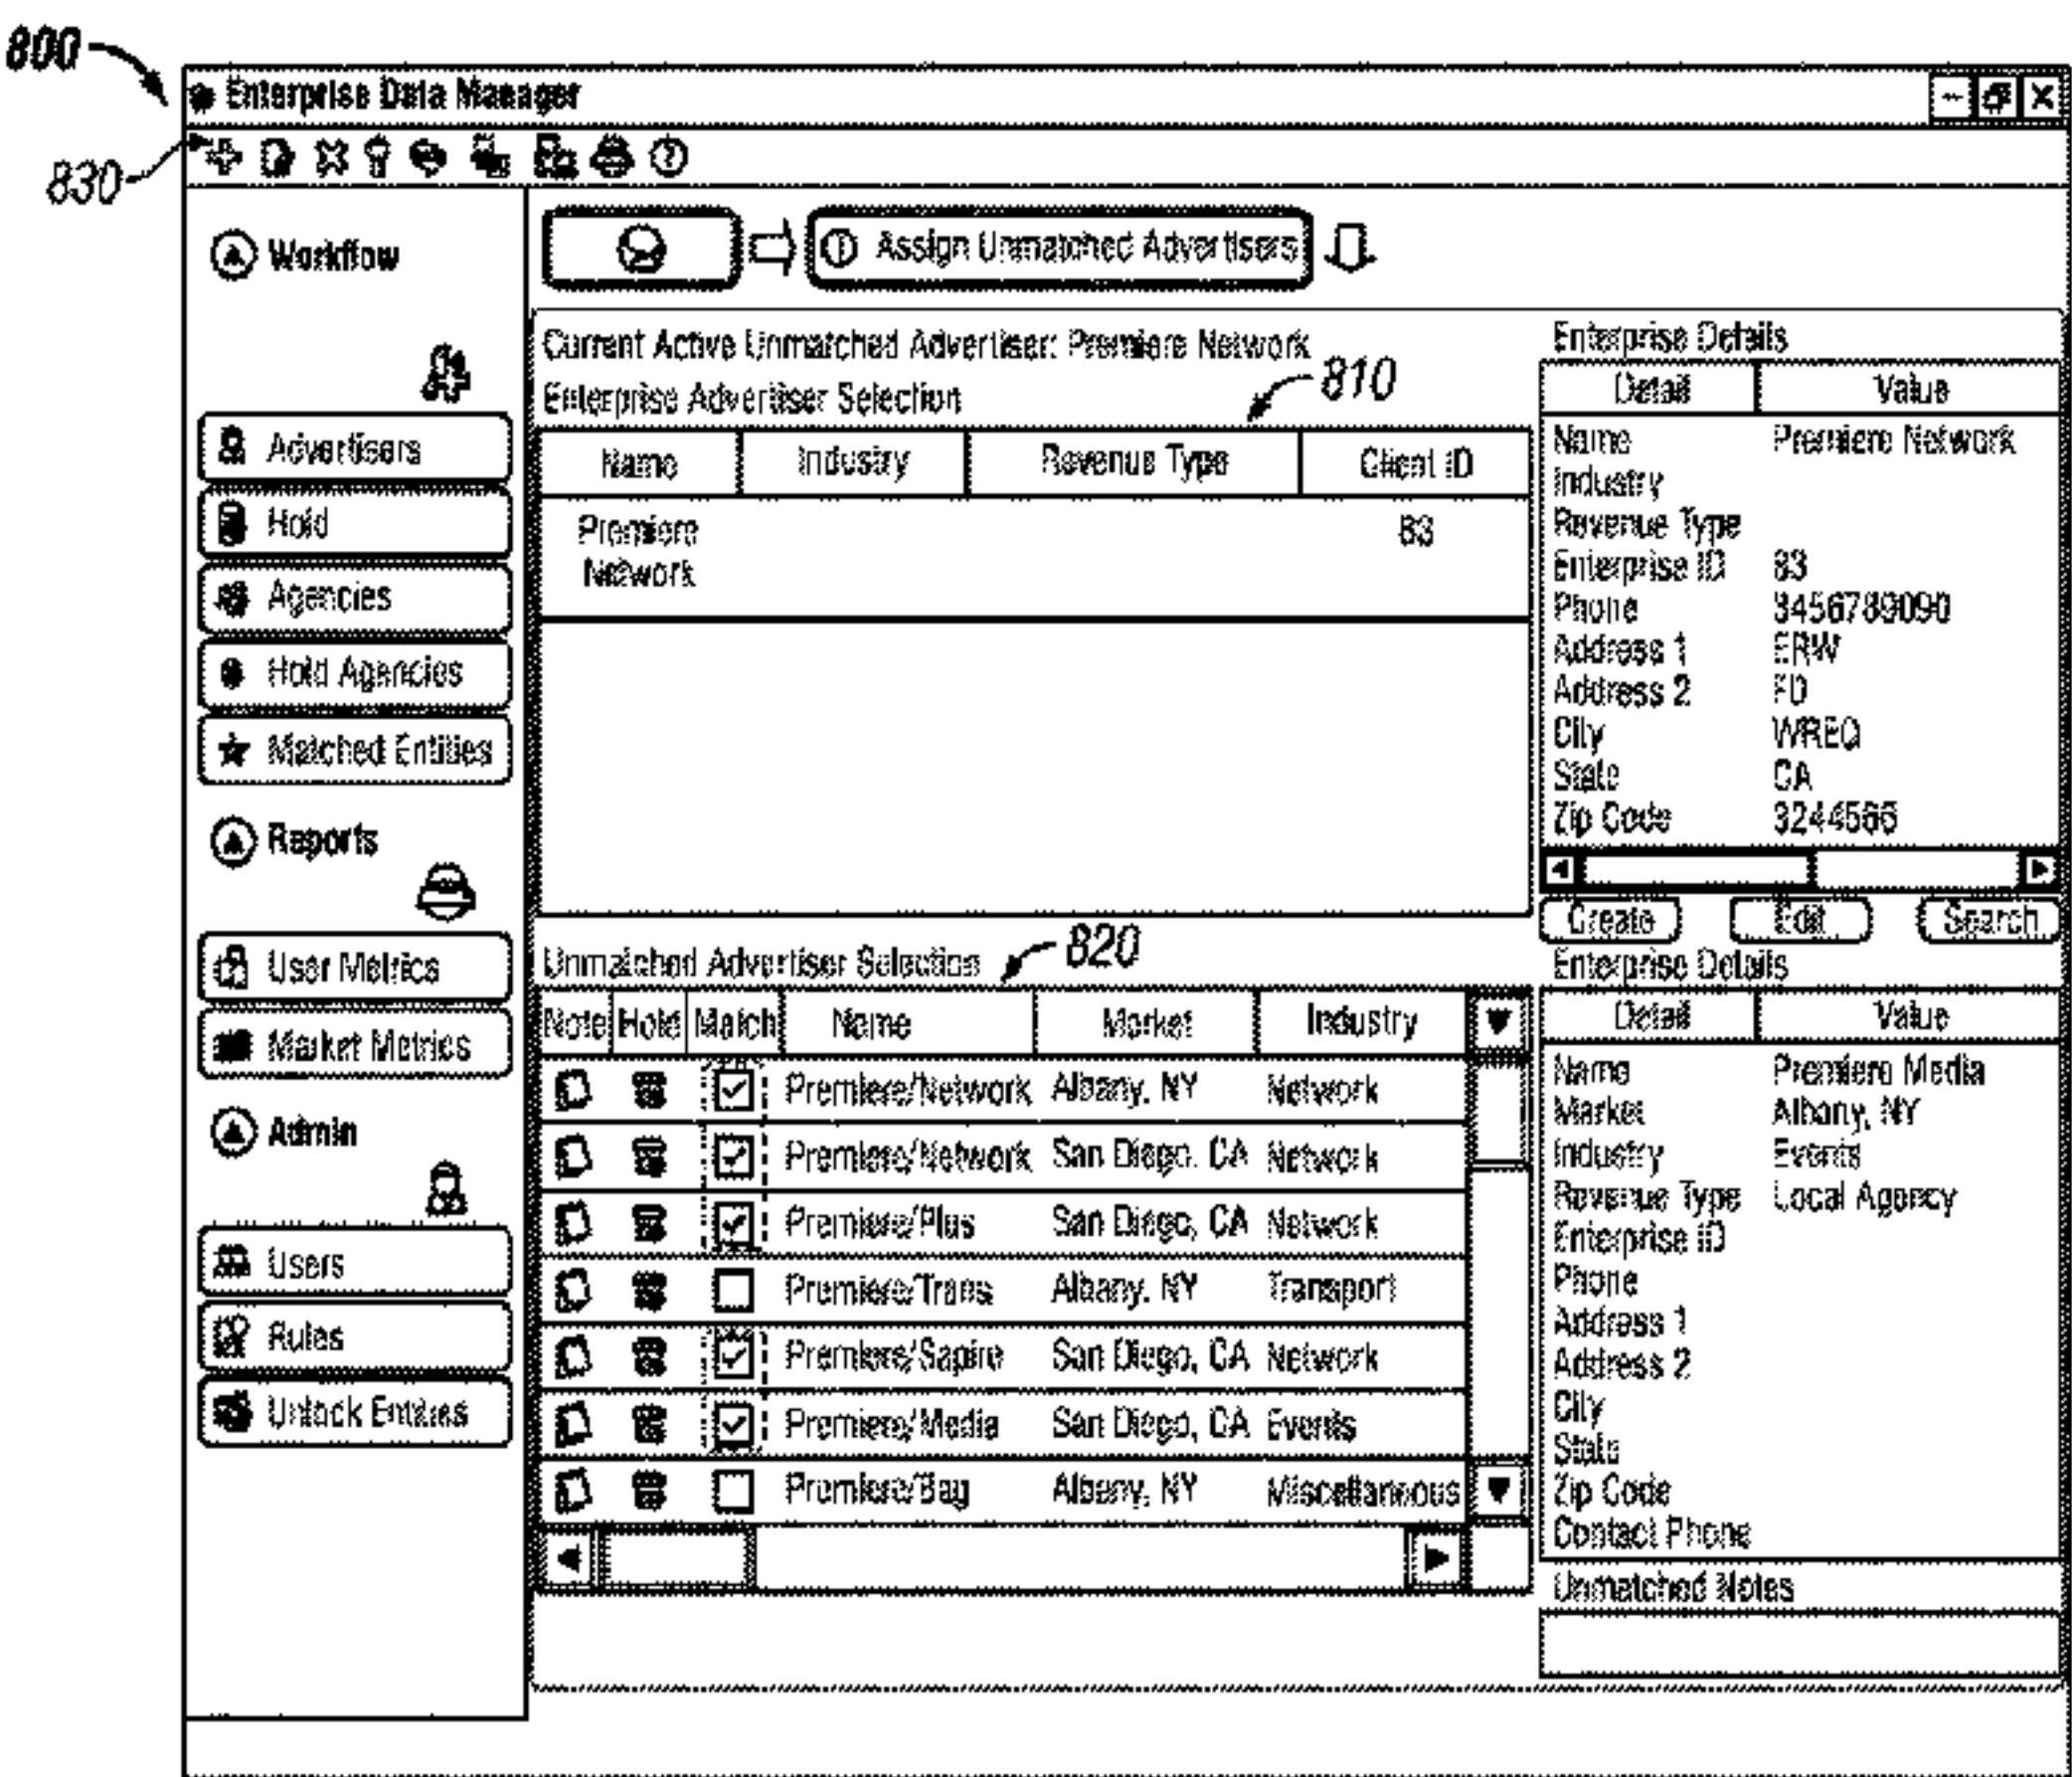 800
Enterprise Data Manager
830
Workflow
Advertisers
Hold
Agencies
Hold Agencies
Matched Entities
Reports
User Metrics
Market Metrics
Admin
Users
Rules
Unlock Entities
Assign Unmatched Advertisers
Current Active Unmatched Advertiser: Premiere Network
Enterprise Advertiser Selection
810
Name Industry Revenue Type Client ID
Premiere 83
Network
Unmatched Advertiser Selection 820
Note Hold Match Name Market Industry
Premiere/Network Albany, NY Network
Premiere/Network San Diego, CA Network
Premiere/Plus San Diego, CA Network
Premiere/Trans Albany, NY Transport
Premiere/Sapire San Diego, CA Network
Premiere/Media San Diego, CA Events
Premiere/Bag Albany, NY Miscellaneous
Enterprise Details
Detail Value
Name Premiere Network
Industry
Revenue Type
Enterprise ID 83
Phone 3456789090
Address 1 ERW
Address 2 FD
City WREQ
State CA
Zip Code 3244566
Create Edit Search
Enterprise Details
Detail Value
Name Premiere Media
Market Albany, NY
Industry Events
Revenue Type Local Agency
Enterprise ID
Phone
Address 1
Address 2
City
State
Zip Code
Contact Phone
Unmatched Notes